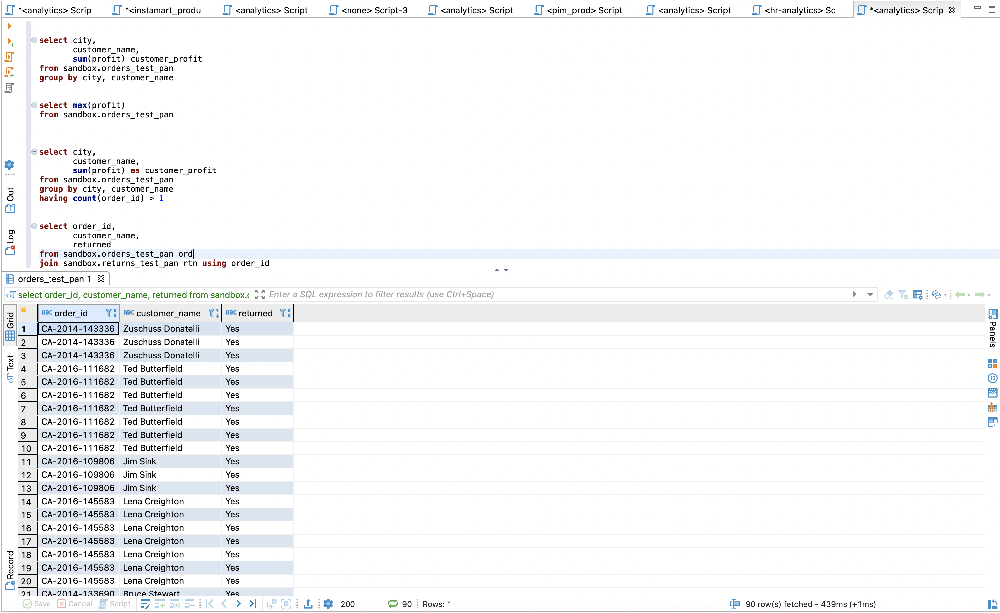 *<analytics> Scrip *<instamart_produ <analytics> Script <none> Script-3 <analytics> Script <pim_prod> Script <analytics> Script <hr-analytics> Sc *<analytics> Scrip
select city,
customer_name,
sum(profit) customer_profit
from sandbox.orders_test_pan
group by city, customer_name
select max(profit)
from sandbox.orders_test_pan
select city,
customer_name,
sum(profit) as customer_profit
from sandbox.orders_test_pan
group by city, customer_name
having count(order_id) > 1
select order_id,
customer_name,
returned
from sandbox.orders_test_pan ord
join sandbox.returns_test_pan rtn using order_id
Out
Log
orders_test_pan 1
select order_id, customer_name, returned from sandbox.o Enter a SQL expression to filter results (use Ctrl+Space)
Grid
Text
Record
Panels
ABC order_id ABC customer_name ABC returned
1 CA-2014-143336 Zuschuss Donatelli Yes
2 CA-2014-143336 Zuschuss Donatelli Yes
3 CA-2014-143336 Zuschuss Donatelli Yes
4 CA-2016-111682 Ted Butterfield Yes
5 CA-2016-111682 Ted Butterfield Yes
6 CA-2016-111682 Ted Butterfield Yes
7 CA-2016-111682 Ted Butterfield Yes
8 CA-2016-111682 Ted Butterfield Yes
9 CA-2016-111682 Ted Butterfield Yes
10 CA-2016-111682 Ted Butterfield Yes
11 CA-2016-109806 Jim Sink Yes
12 CA-2016-109806 Jim Sink Yes
13 CA-2016-109806 Jim Sink Yes
14 CA-2016-145583 Lena Creighton Yes
15 CA-2016-145583 Lena Creighton Yes
16 CA-2016-145583 Lena Creighton Yes
17 CA-2016-145583 Lena Creighton Yes
18 CA-2016-145583 Lena Creighton Yes
19 CA-2016-145583 Lena Creighton Yes
20 CA-2016-145583 Lena Creighton Yes
21 CA-2014-133690 Bruce Stewart Yes
Save Cancel Script 200 90 Rows: 1 90 row(s) fetched - 439ms (+1ms)